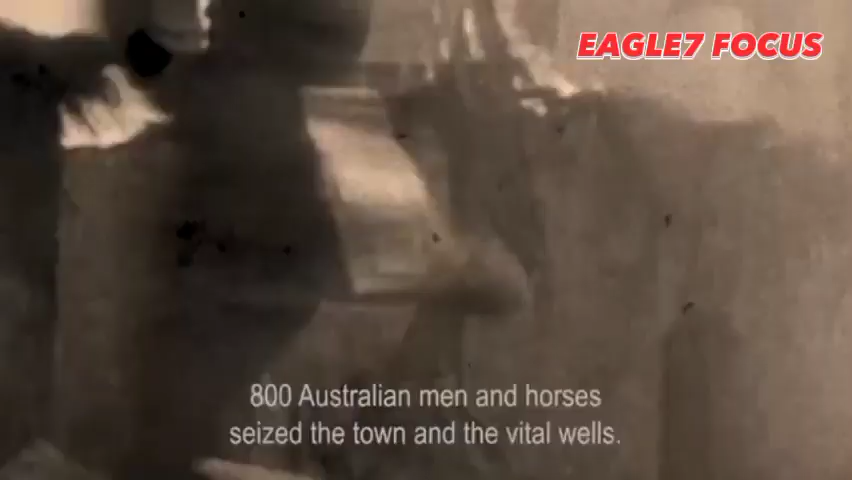 EAGLE7 FOCUS
800 Australian men and horses
seized the town and the vital wells.